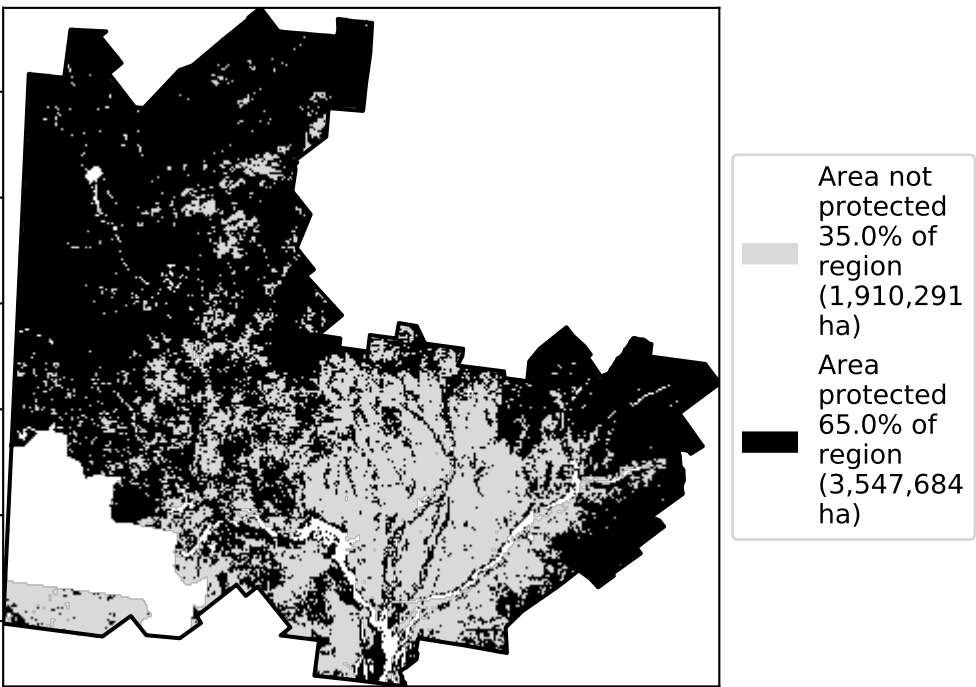 Area not
protected
35.0% of
region
(1,910,291
ha)
Area
protected
65.0% of
region
(3,547,684
ha)